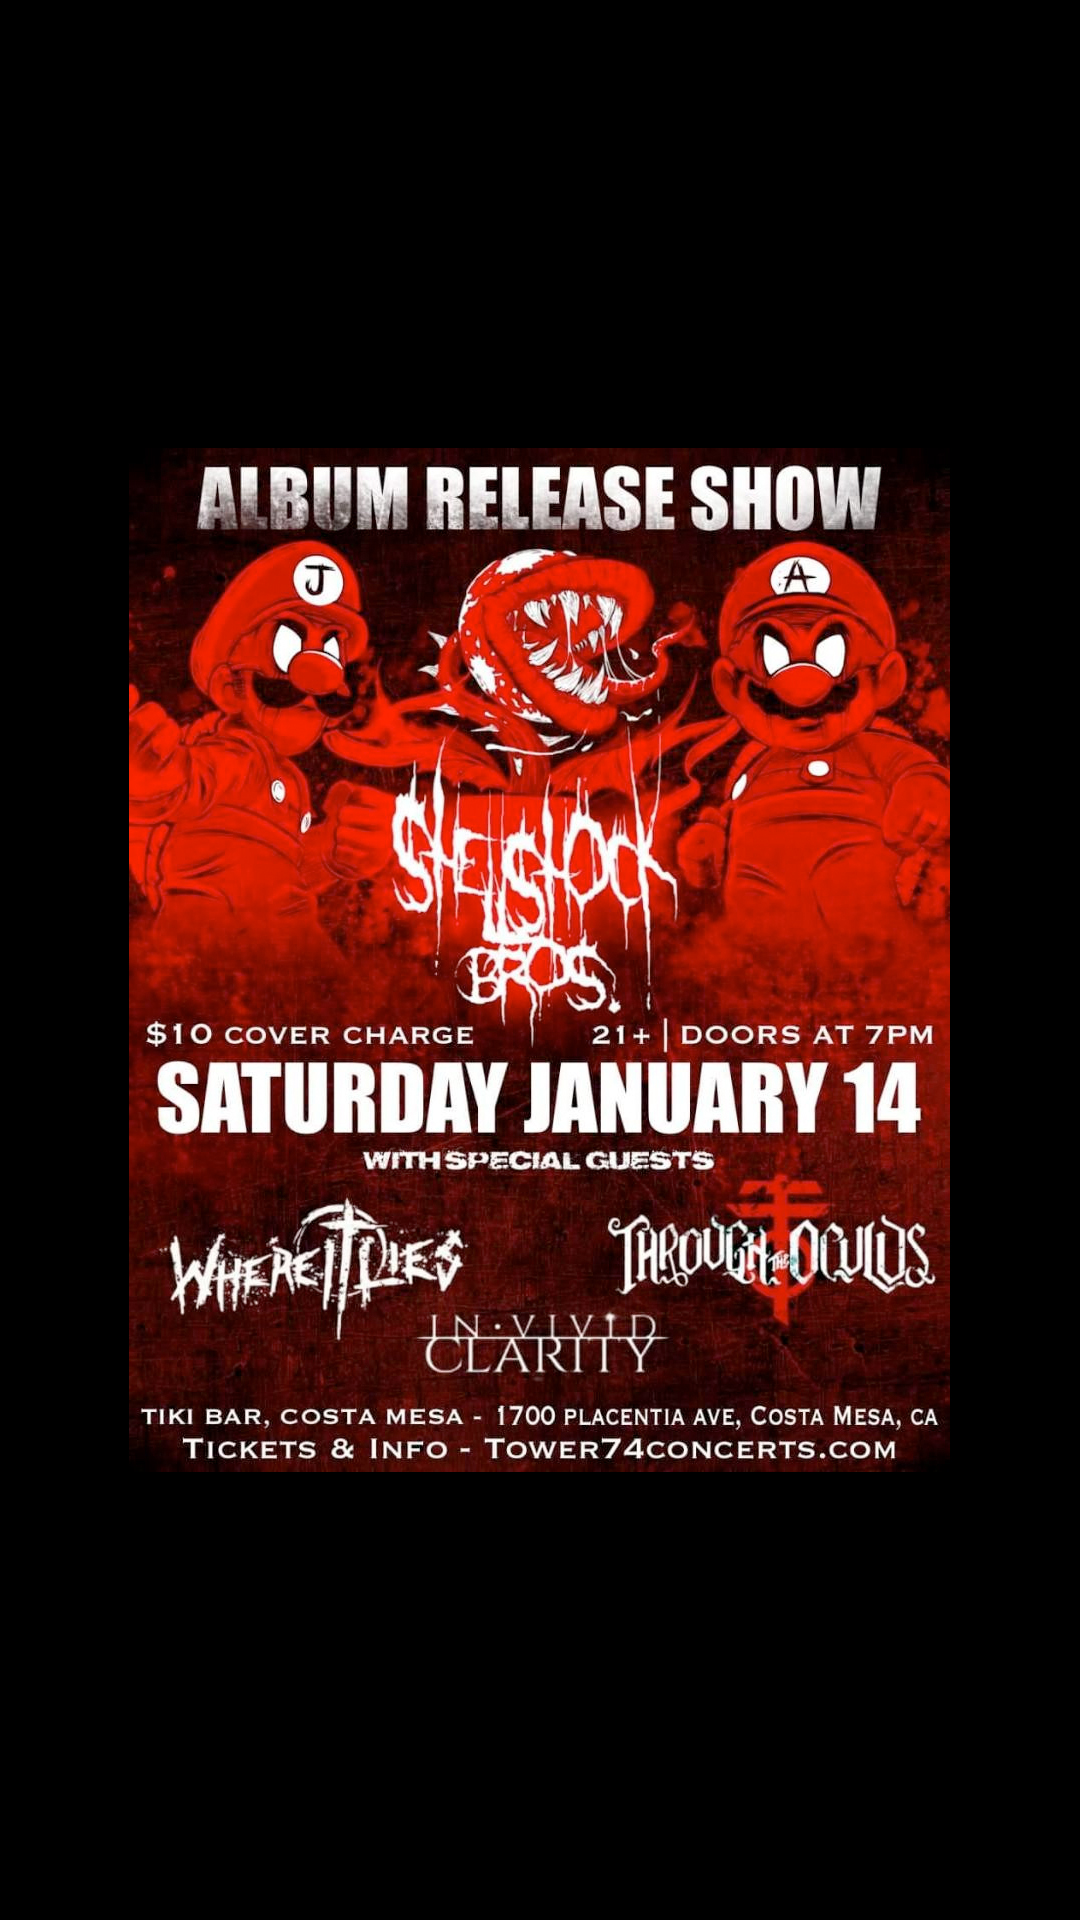 ALBUM RELEASE SHOW
J
A
SHELLSHOCK
BROS.
$10 COVER CHARGE
21+ | DOORS AT 7PM
SATURDAY JANUARY 14
WITH SPECIAL GUESTS
WHERE IT DIES
THROUGH THE OCULUS
IN·VIVID
CLARITY
TIKI BAR, COSTA MESA - 1700 PLACENTIA AVE, COSTA MESA, CA
TICKETS & INFO - TOWER74CONCERTS.COM